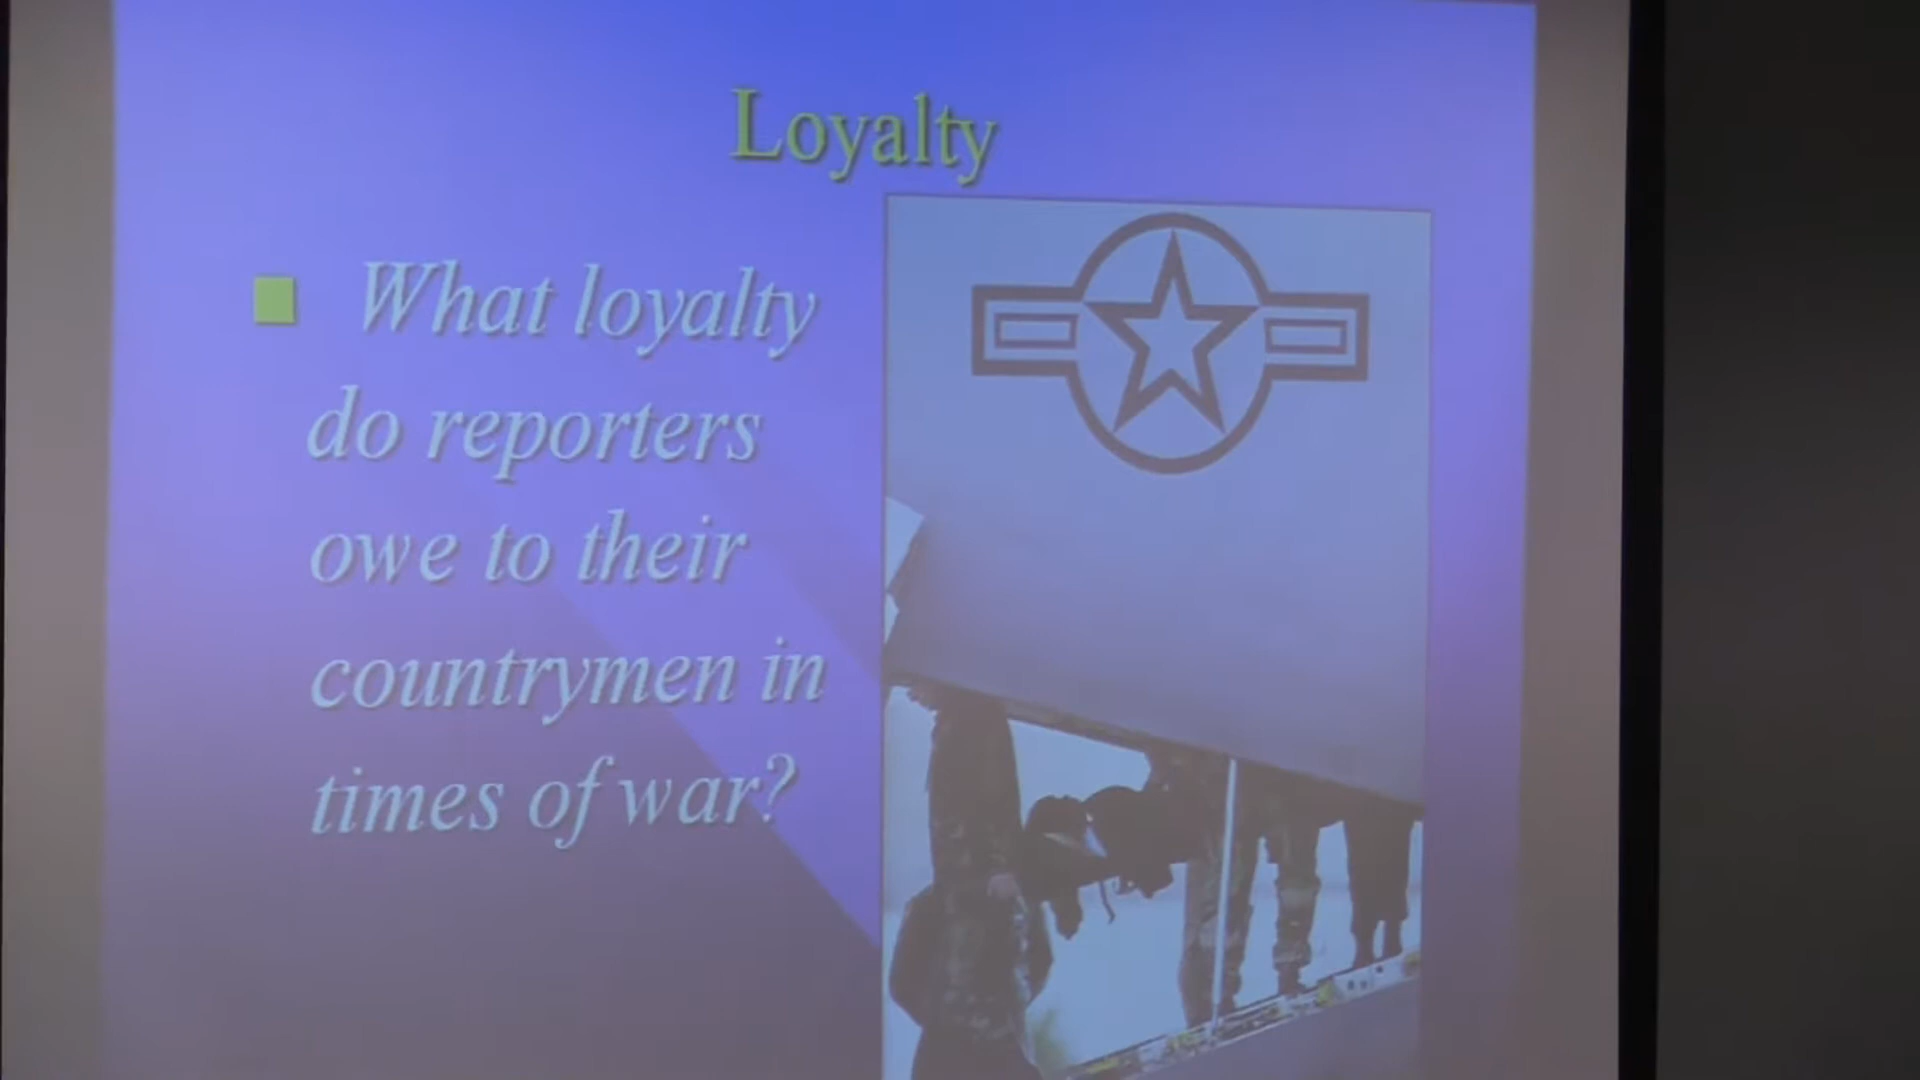 Loyalty
What loyalty
do reporters
owe to their
countrymen in
times of war?